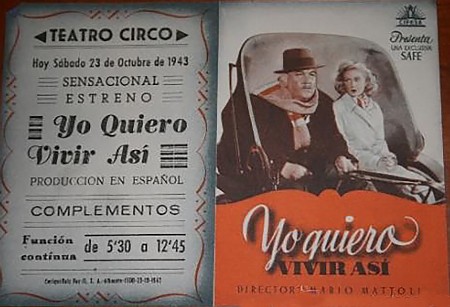 TEATRO CIRCO
Hoy Sábado 23 de Octubre de 1943
SENSACIONAL
ESTRENO
Yo Quiero
Vivir Así
PRODUCCION EN ESPAÑOL
COMPLEMENTOS
Función
contínua
de 5'30 a 12'45
CIFESA
Presenta
UNA EXCLUSIVA
SAFE
Yo quiero
VIVIR ASÍ
DIRECTOR: MARIO MATTOLI